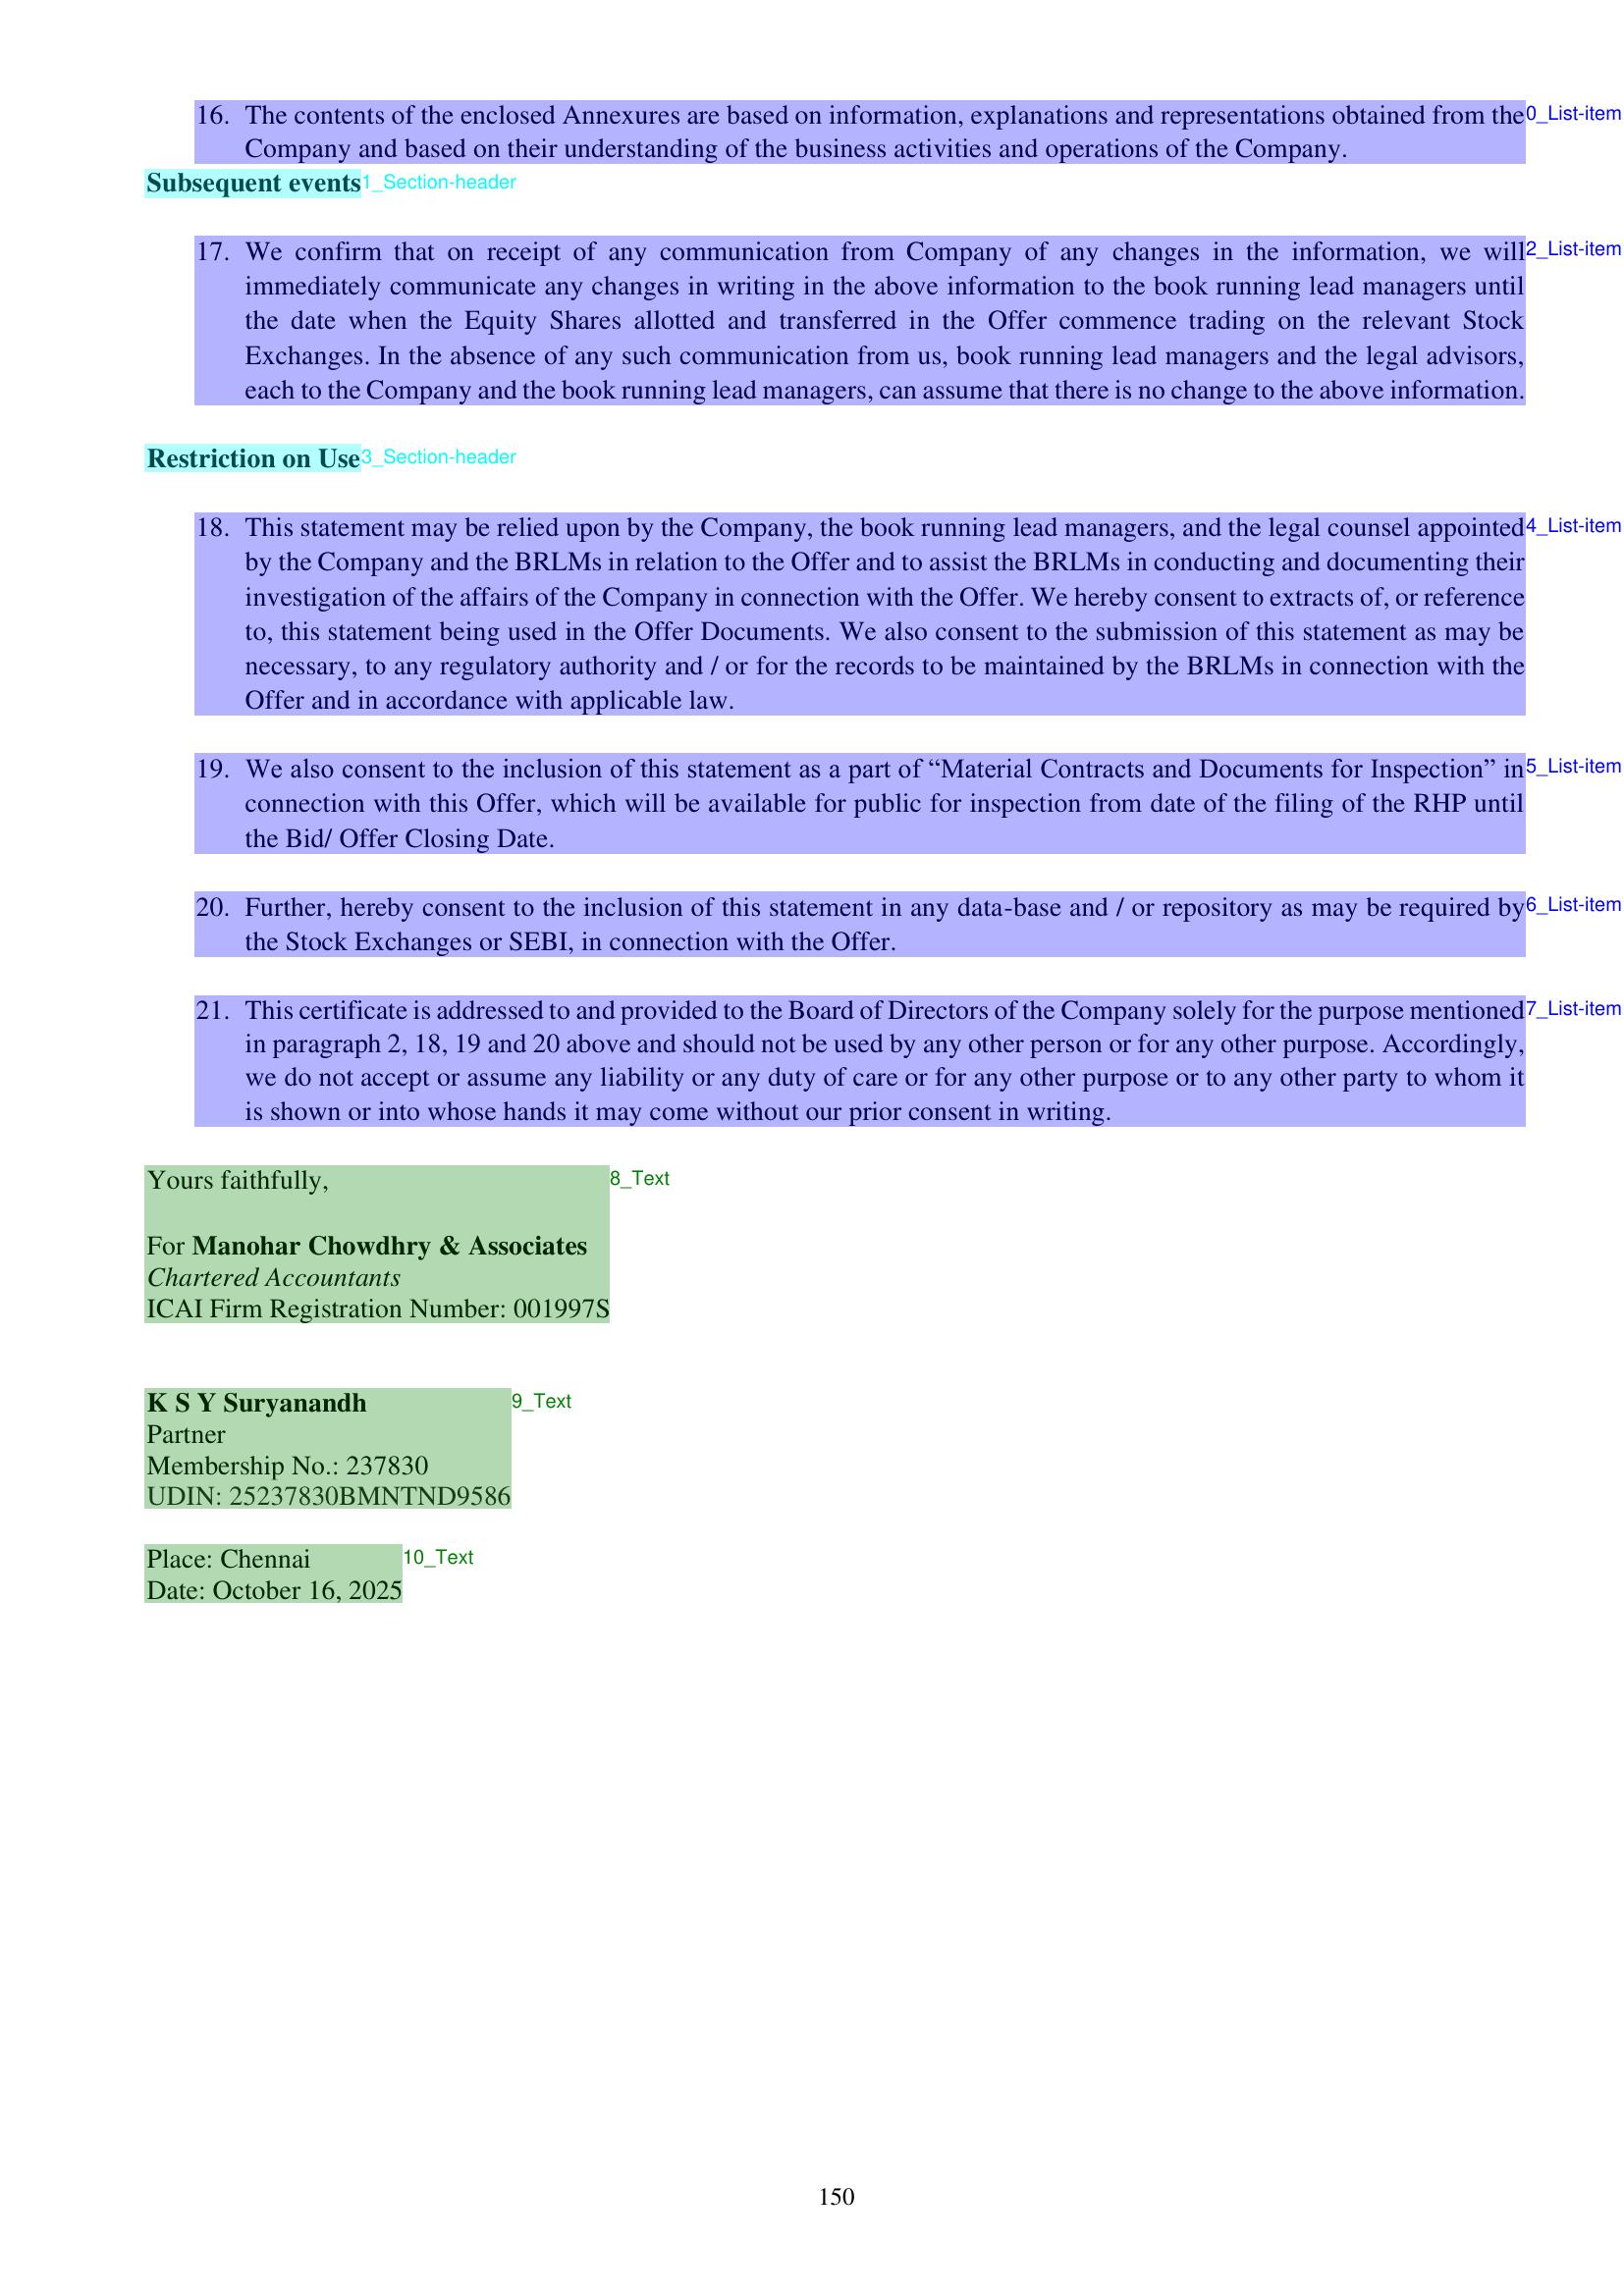 16. The contents of the enclosed Annexures are based on information, explanations and representations obtained from the 0_List-item
Company and based on their understanding of the business activities and operations of the Company.
Subsequent events 1_Section-header
17. We confirm that on receipt of any communication from Company of any changes in the information, we will 2_List-item
immediately communicate any changes in writing in the above information to the book running lead managers until
the date when the Equity Shares allotted and transferred in the Offer commence trading on the relevant Stock
Exchanges. In the absence of any such communication from us, book running lead managers and the legal advisors,
each to the Company and the book running lead managers, can assume that there is no change to the above information.
Restriction on Use 3_Section-header
18. This statement may be relied upon by the Company, the book running lead managers, and the legal counsel appointed 4_List-item
by the Company and the BRLMs in relation to the Offer and to assist the BRLMs in conducting and documenting their
investigation of the affairs of the Company in connection with the Offer. We hereby consent to extracts of, or reference
to, this statement being used in the Offer Documents. We also consent to the submission of this statement as may be
necessary, to any regulatory authority and / or for the records to be maintained by the BRLMs in connection with the
Offer and in accordance with applicable law.
19. We also consent to the inclusion of this statement as a part of “Material Contracts and Documents for Inspection” in 5_List-item
connection with this Offer, which will be available for public for inspection from date of the filing of the RHP until
the Bid/ Offer Closing Date.
20. Further, hereby consent to the inclusion of this statement in any data-base and / or repository as may be required by 6_List-item
the Stock Exchanges or SEBI, in connection with the Offer.
21. This certificate is addressed to and provided to the Board of Directors of the Company solely for the purpose mentioned 7_List-item
in paragraph 2, 18, 19 and 20 above and should not be used by any other person or for any other purpose. Accordingly,
we do not accept or assume any liability or any duty of care or for any other purpose or to any other party to whom it
is shown or into whose hands it may come without our prior consent in writing.
Yours faithfully, 8_Text
For Manohar Chowdhry & Associates
Chartered Accountants
ICAI Firm Registration Number: 001997S
K S Y Suryanandh 9_Text
Partner
Membership No.: 237830
UDIN: 25237830BMNTND9586
Place: Chennai 10_Text
Date: October 16, 2025
150